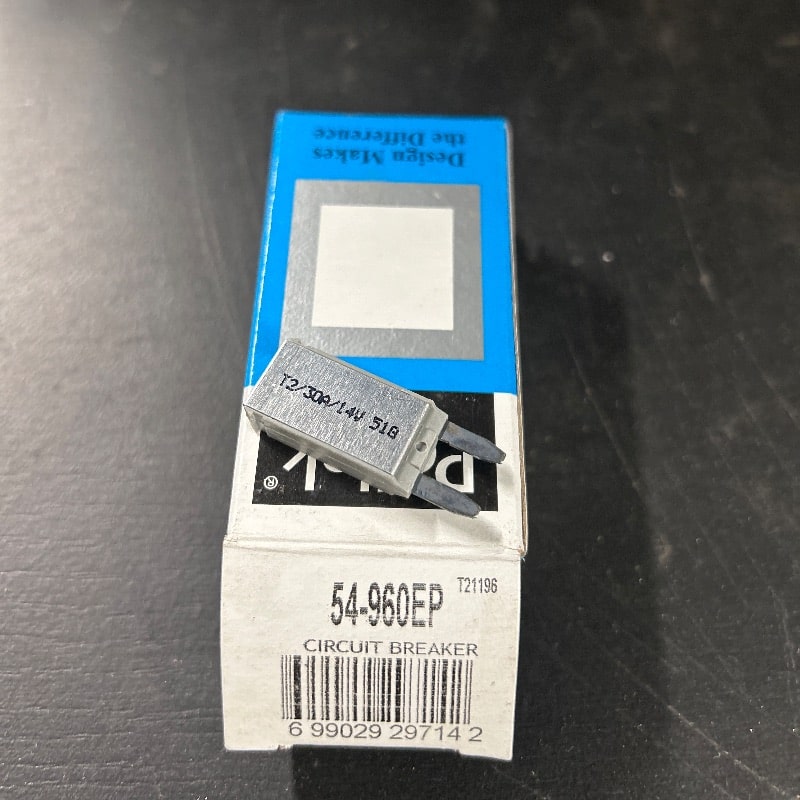 Design Makes
the Difference
T2/30A/14V 518
®
54-960EP
T21196
CIRCUIT BREAKER
6 99029 29714 2